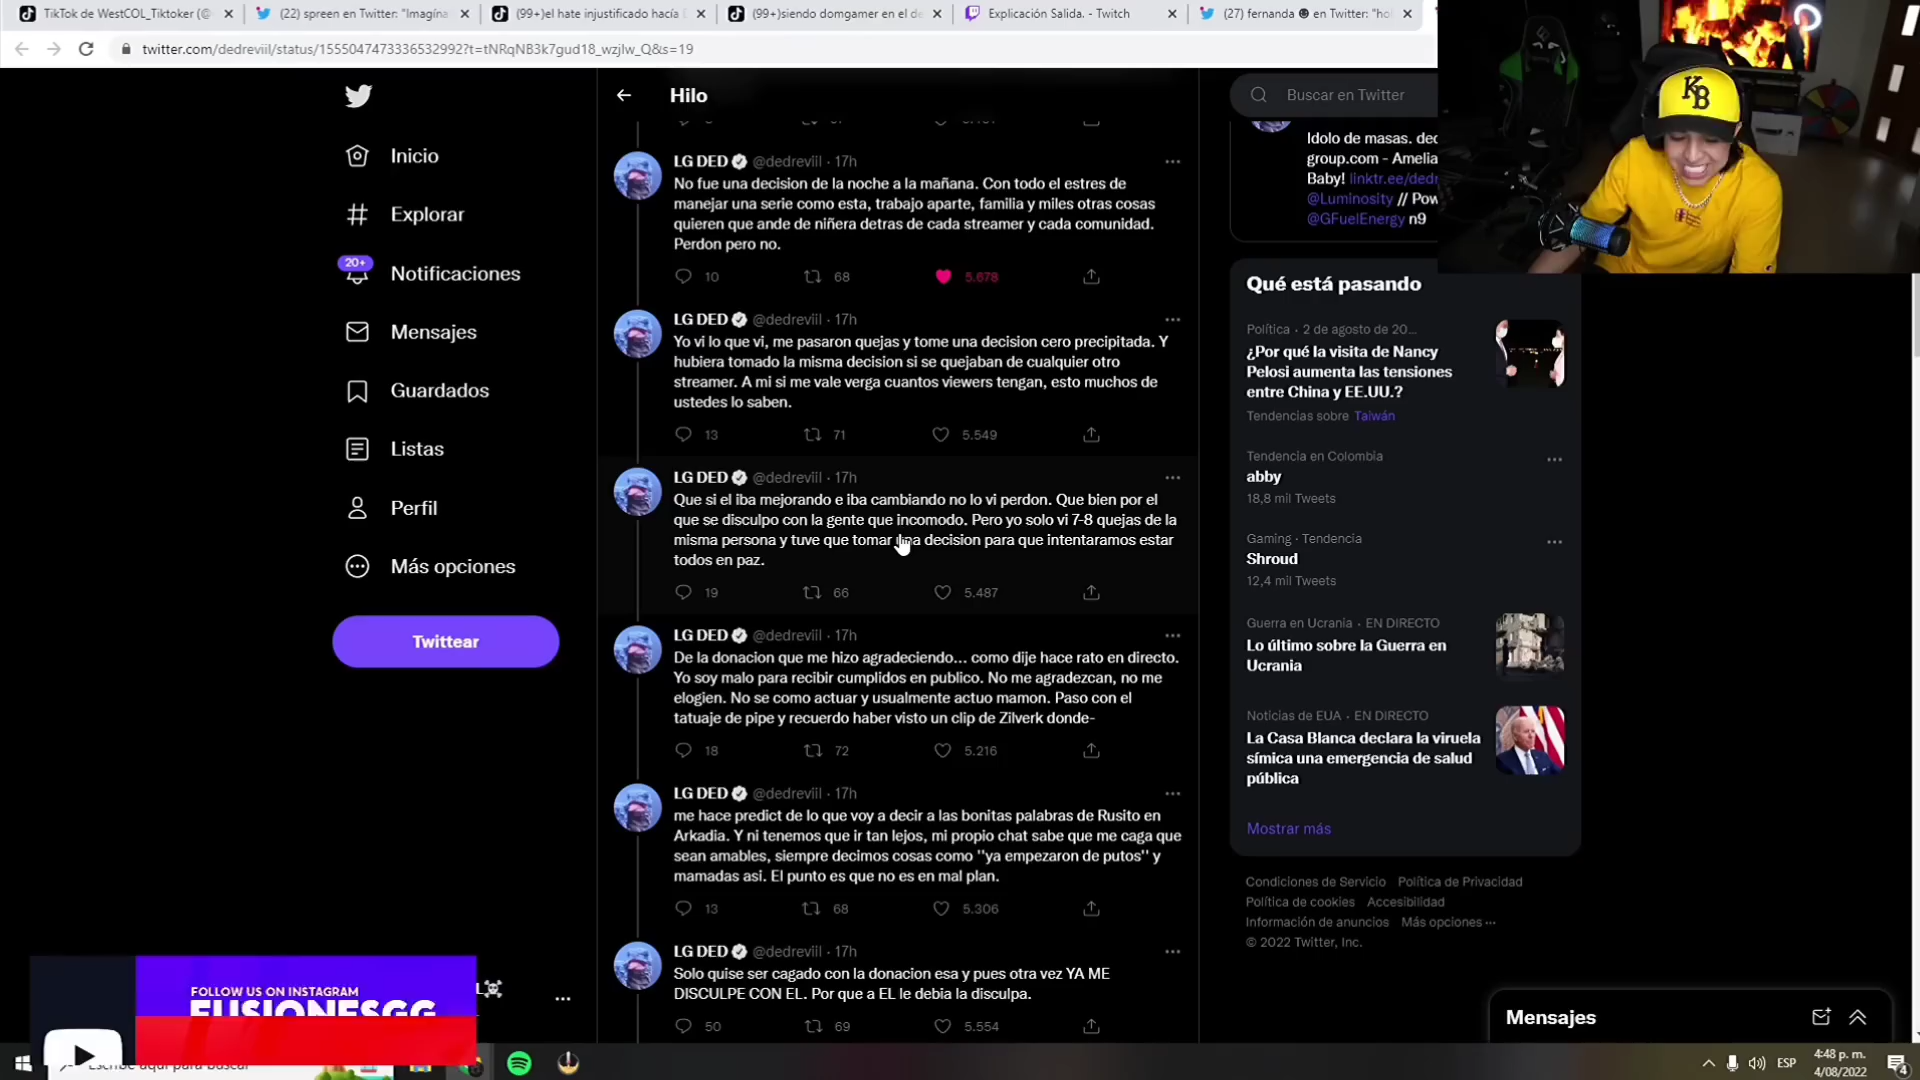 TikTok de WestCOL_Tiktoker (@
(22) spreen en Twitter: "Imagína
(99+)el hate injustificado hacía
(99+)siendo domgamer en el de
Explicación Salida. - Twitch
(27) fernanda ☻ en Twitter: "hol
twitter.com/dedreviil/status/1555047473336532992?t=tNRqNB3k7gud18_wzjlw_Q&s=19
Inicio
Explorar
20+
Notificaciones
Mensajes
Guardados
Listas
Perfil
Más opciones
Twittear
Hilo
LG DED @dedreviil · 17h
No fue una decision de la noche a la mañana. Con todo el estres de
manejar una serie como esta, trabajo aparte, familia y miles otras cosas
quieren que ande de niñera detras de cada streamer y cada comunidad.
Perdon pero no.
10 68 5.678
LG DED @dedreviil · 17h
Yo vi lo que vi, me pasaron quejas y tome una decision cero precipitada. Y
hubiera tomado la misma decision si se quejaban de cualquier otro
streamer. A mi si me vale verga cuantos viewers tengan, esto muchos de
ustedes lo saben.
13 71 5.549
LG DED @dedreviil · 17h
Que si el iba mejorando e iba cambiando no lo vi perdon. Que bien por el
que se disculpo con la gente que incomodo. Pero yo solo vi 7-8 quejas de la
misma persona y tuve que tomar una decision para que intentaramos estar
todos en paz.
19 66 5.487
LG DED @dedreviil · 17h
De la donacion que me hizo agradeciendo... como dije hace rato en directo.
Yo soy malo para recibir cumplidos en publico. No me agradezcan, no me
elogien. No se como actuar y usualmente actuo mamon. Paso con el
tatuaje de pipe y recuerdo haber visto un clip de Zilverk donde-
18 72 5.216
LG DED @dedreviil · 17h
me hace predict de lo que voy a decir a las bonitas palabras de Rusito en
Arkadia. Y ni tenemos que ir tan lejos, mi propio chat sabe que me caga que
sean amables, siempre decimos cosas como ''ya empezaron de putos'' y
mamadas asi. El punto es que no es en mal plan.
13 68 5.306
LG DED @dedreviil · 17h
Solo quise ser cagado con la donacion esa y pues otra vez YA ME
DISCULPE CON EL. Por que a EL le debia la disculpa.
50 69 5.554
Buscar en Twitter
Idolo de masas. ded
group.com - Amelia
Baby! linktr.ee/dedr
@Luminosity // Pow
@GFuelEnergy n9
Qué está pasando
Política · 2 de agosto de 20...
¿Por qué la visita de Nancy
Pelosi aumenta las tensiones
entre China y EE.UU.?
Tendencias sobre Taiwán
Tendencia en Colombia
abby
18,8 mil Tweets
Gaming · Tendencia
Shroud
12,4 mil Tweets
Guerra en Ucrania · EN DIRECTO
Lo último sobre la Guerra en
Ucrania
Noticias de EUA · EN DIRECTO
La Casa Blanca declara la viruela
símica una emergencia de salud
pública
Mostrar más
Condiciones de Servicio Política de Privacidad
Política de cookies Accesibilidad
Información de anuncios Más opciones ···
© 2022 Twitter, Inc.
KB
FOLLOW US ON INSTAGRAM
FUSIONESGG
Mensajes
Escribe aquí para buscar
ESP
4:48 p. m.
4/08/2022
4